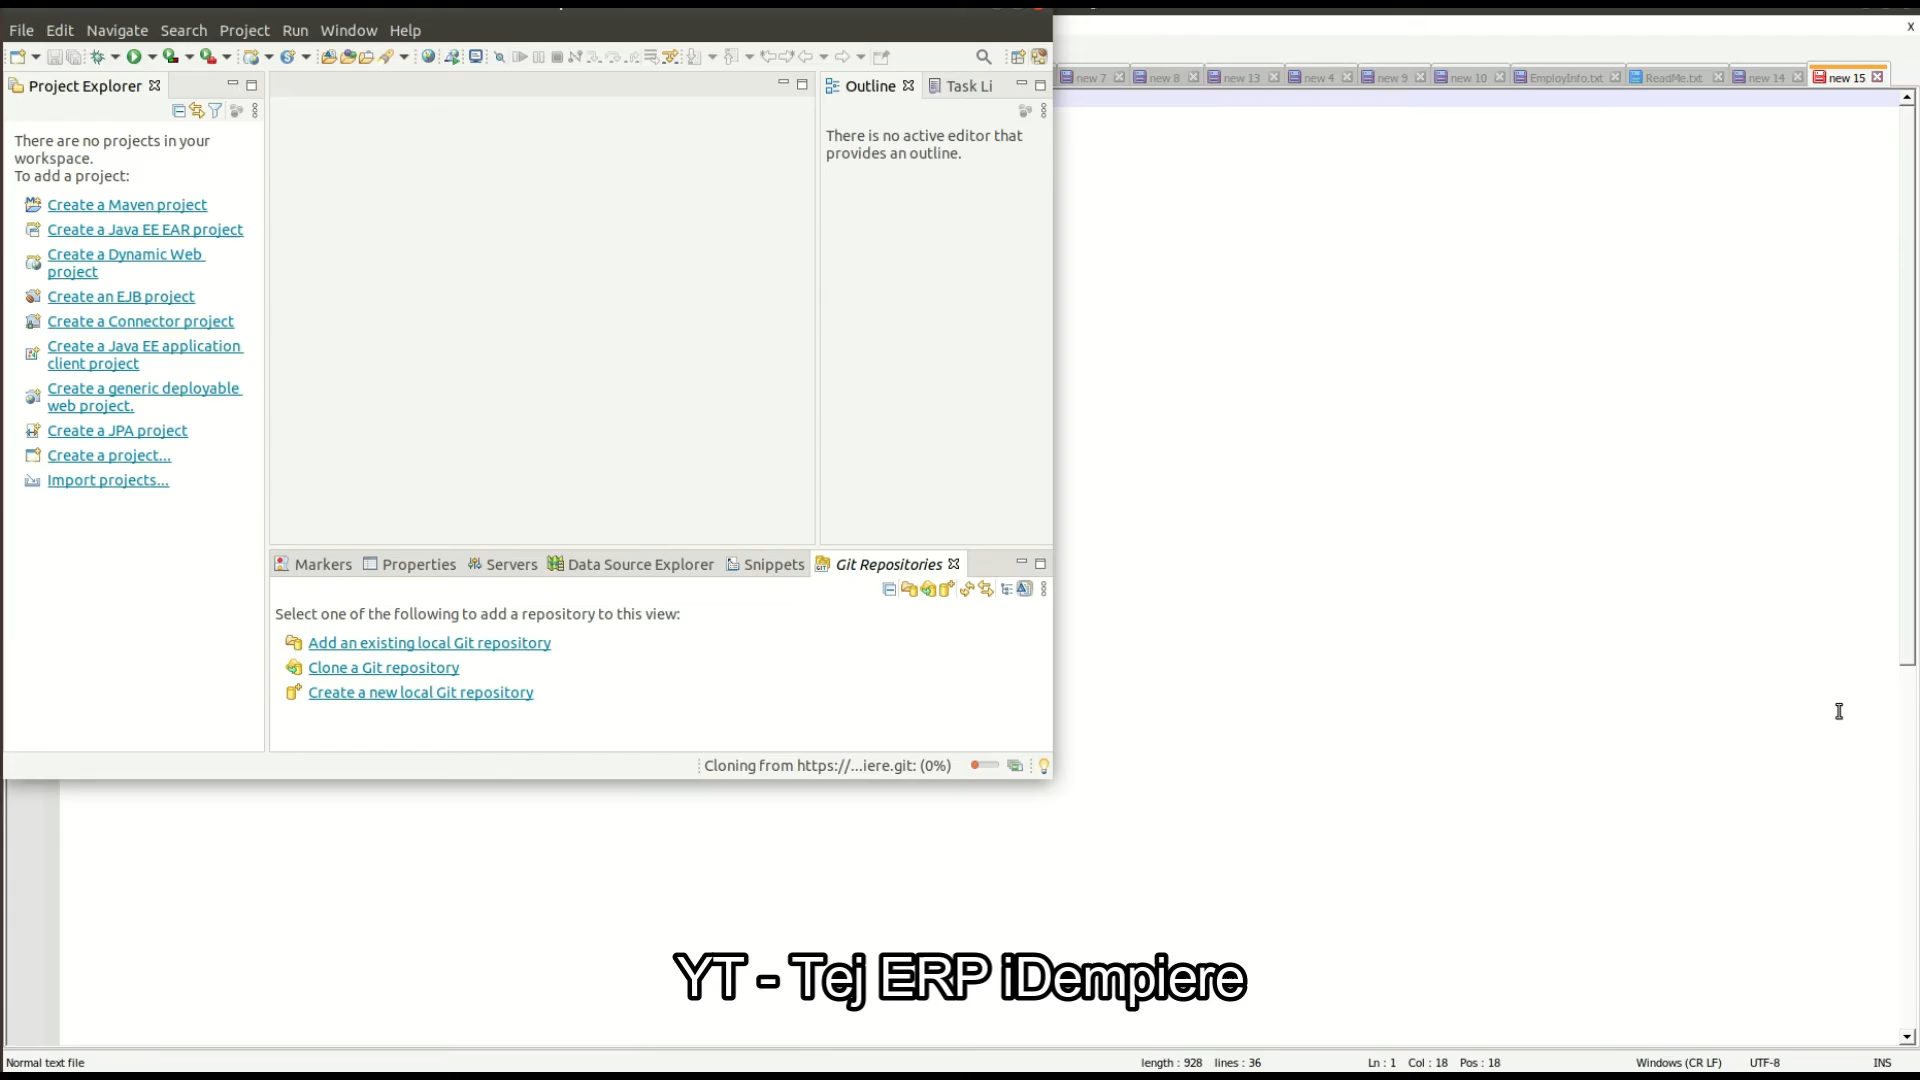 File Edit Navigate Search Project Run Window Help
Project Explorer
Outline
Task Li
new 7
new 8
new 13
new 4
new 9
new 10
EmployInfo.txt
ReadMe.txt
new 14
new 15
There are no projects in your
workspace.
To add a project:
Create a Maven project
Create a Java EE EAR project
Create a Dynamic Web
project
Create an EJB project
Create a Connector project
Create a Java EE application
client project
Create a generic deployable
web project.
Create a JPA project
Create a project...
Import projects...
There is no active editor that
provides an outline.
Markers Properties Servers Data Source Explorer Snippets Git Repositories
Select one of the following to add a repository to this view:
Add an existing local Git repository
Clone a Git repository
Create a new local Git repository
Cloning from https://...iere.git: (0%)
YT - Tej ERP iDempiere
Normal text file
length : 928 lines : 36
Ln : 1 Col : 18 Pos : 18
Windows (CR LF)
UTF-8
INS